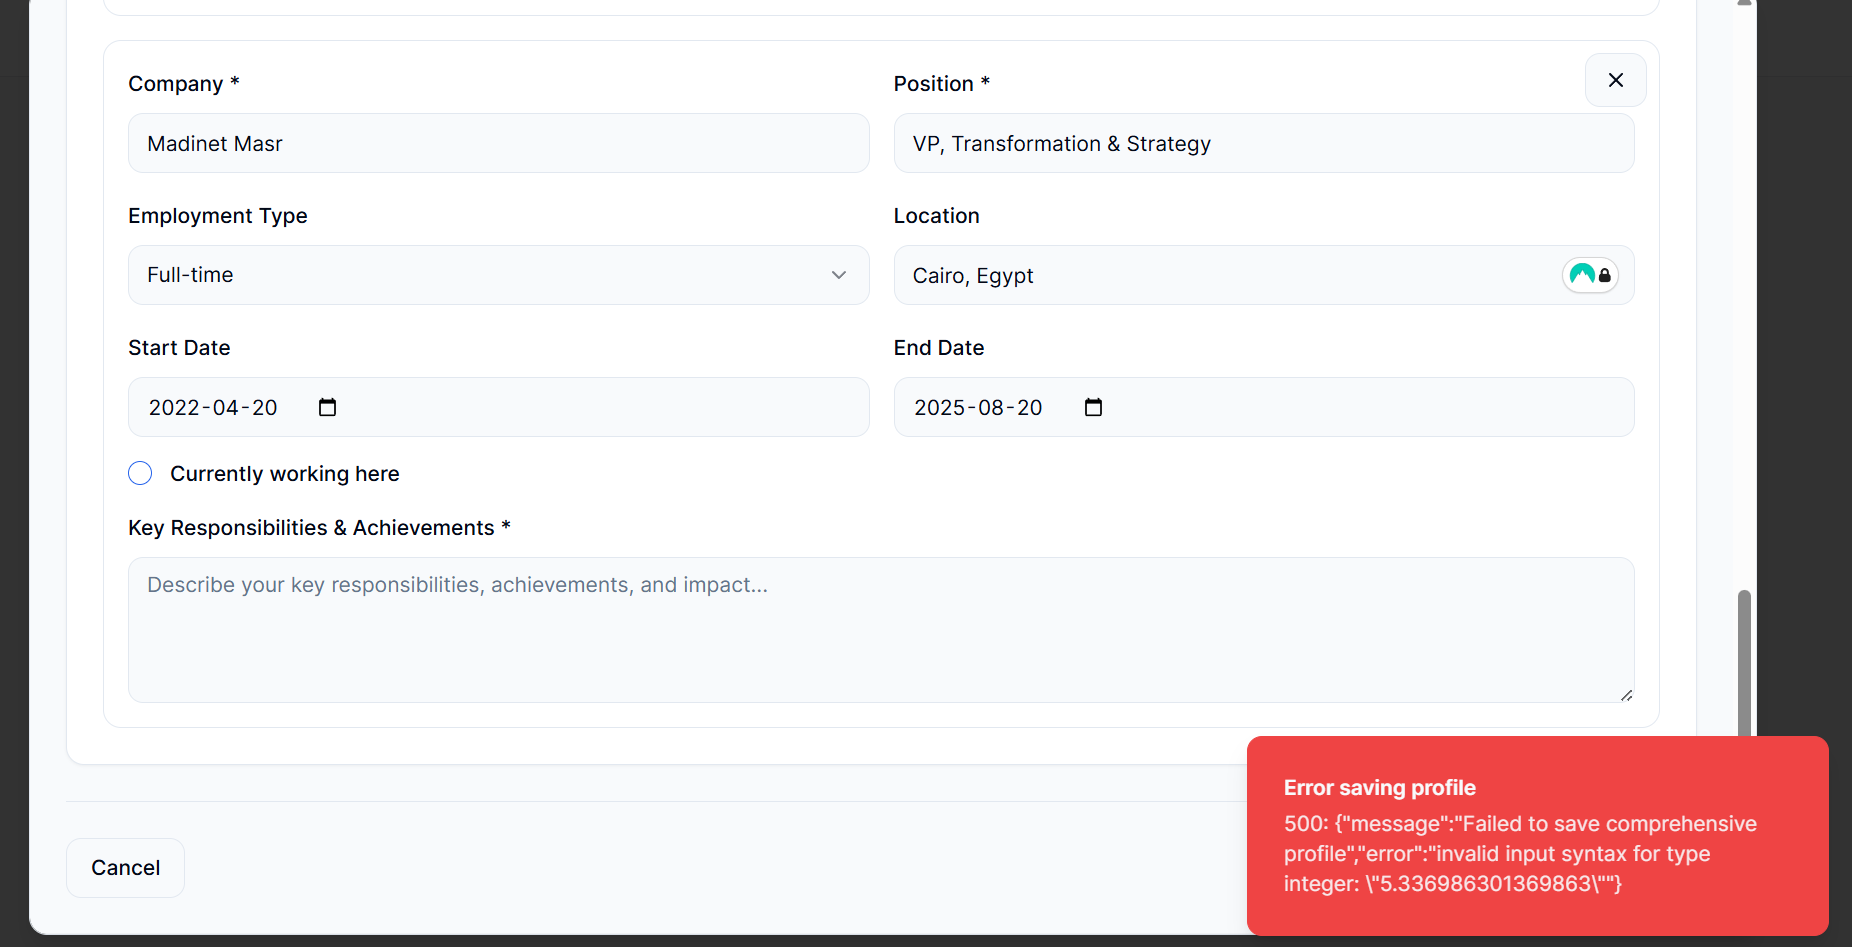 Company *
Position *
Madinet Masr
VP, Transformation & Strategy
Employment Type
Location
Full-time
Cairo, Egypt
Start Date
End Date
2022-04-20
2025-08-20
Currently working here
Key Responsibilities & Achievements *
Describe your key responsibilities, achievements, and impact...
Cancel
Error saving profile
500: {"message":"Failed to save comprehensive
profile","error":"invalid input syntax for type
integer: \"5.336986301369863\""}